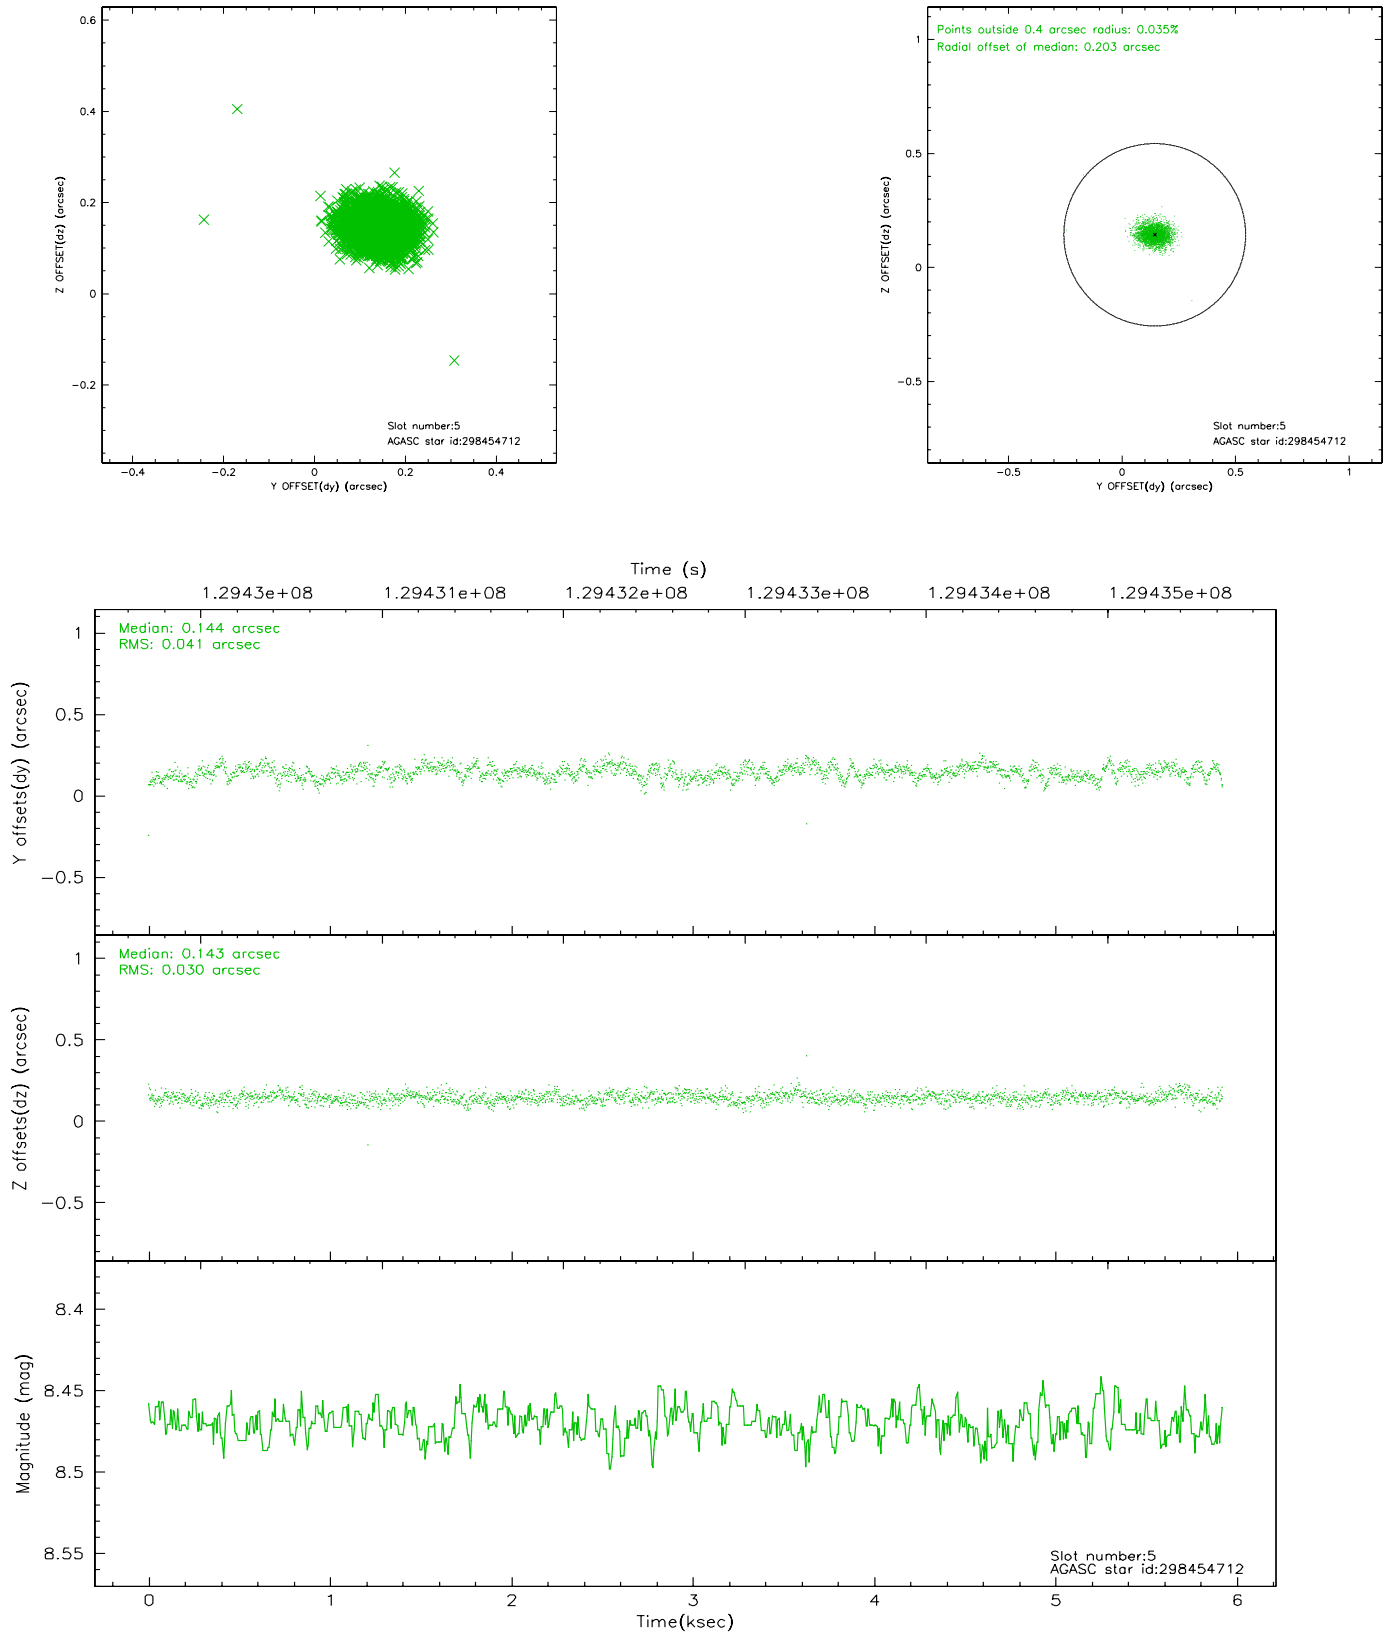 0.6
0.4
0.2
0
−0.2
Z OFFSET(dz) (arcsec)
Slot number:5
AGASC star id:298454712
−0.4 −0.2 0 0.2 0.4
Y OFFSET(dy) (arcsec)
Points outside 0.4 arcsec radius: 0.035%
Radial offset of median: 0.203 arcsec
1
0.5
0
−0.5
Z OFFSET(dz) (arcsec)
Slot number:5
AGASC star id:298454712
−0.5 0 0.5 1
Y OFFSET(dy) (arcsec)
Time (s)
1.2943e+08 1.29431e+08 1.29432e+08 1.29433e+08 1.29434e+08 1.29435e+08
Median: 0.144 arcsec
RMS: 0.041 arcsec
1
0.5
0
−0.5
Y offsets(dy) (arcsec)
Median: 0.143 arcsec
RMS: 0.030 arcsec
1
0.5
0
−0.5
Z offsets(dz) (arcsec)
8.4
8.45
8.5
8.55
Magnitude (mag)
Slot number:5
AGASC star id:298454712
0 1 2 3 4 5 6
Time(ksec)